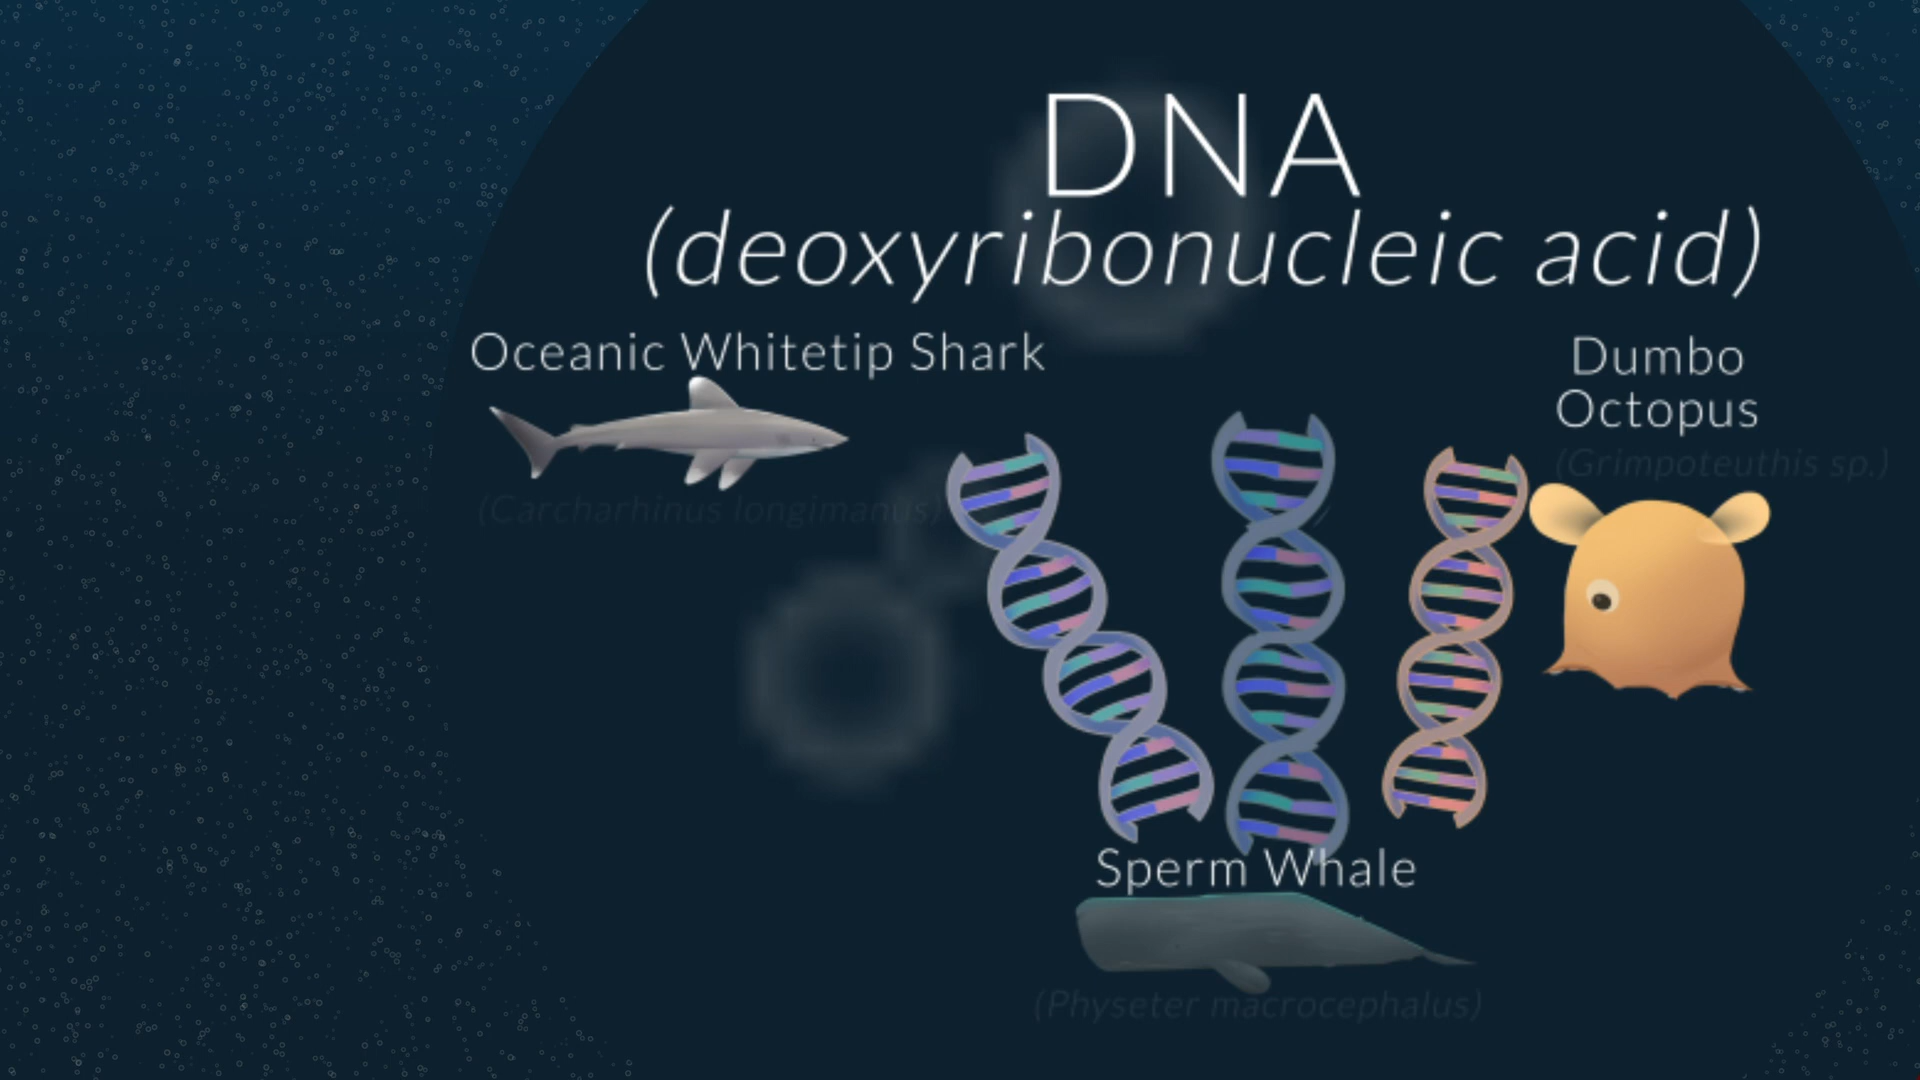 DNA
(deoxyribonucleic acid)
Oceanic Whitetip Shark
(Carcharhinus longimanus)
Dumbo
Octopus
(Grimpoteuthis sp.)
Sperm Whale
(Physeter macrocephalus)